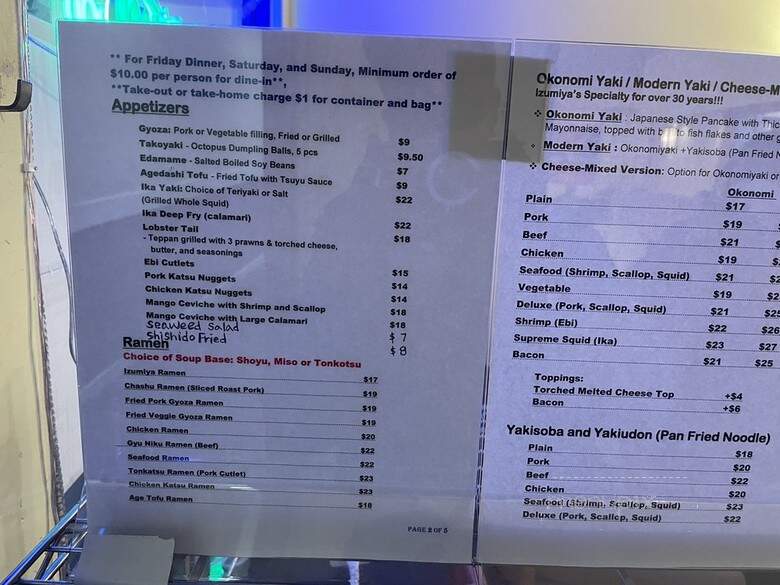 ** For Friday Dinner, Saturday, and Sunday, Minimum order of
$10.00 per person for dine-in**,
**Take-out or take-home charge $1 for container and bag**
Appetizers
Gyoza: Pork or Vegetable filling, Fried or Grilled $9
Takoyaki - Octopus Dumpling Balls, 5 pcs $9.50
Edamame - Salted Boiled Soy Beans $7
Agedashi Tofu - Fried Tofu with Tsuyu Sauce $9
Ika Yaki: Choice of Teriyaki or Salt $22
(Grilled Whole Squid)
Ika Deep Fry (calamari) $22
Lobster Tail $18
- Teppan grilled with 3 prawns & torched cheese,
butter, and seasonings
Ebi Cutlets $15
Pork Katsu Nuggets $14
Chicken Katsu Nuggets $14
Mango Ceviche with Shrimp and Scallop $18
Mango Ceviche with Large Calamari $18
Seaweed Salad $7
Shishido Fried $8
Ramen
Choice of Soup Base: Shoyu, Miso or Tonkotsu
Izumiya Ramen $17
Chashu Ramen (Sliced Roast Pork) $19
Fried Pork Gyoza Ramen $19
Fried Veggie Gyoza Ramen $19
Chicken Ramen $20
Gyu Niku Ramen (Beef) $22
Seafood Ramen $22
Tonkatsu Ramen (Pork Cutlet) $23
Chicken Katsu Ramen $23
Age Tofu Ramen $18
PAGE 2 OF 5
Okonomi Yaki / Modern Yaki / Cheese-M
Izumiya's Specialty for over 30 years!!!
Okonomi Yaki : Japanese Style Pancake with Thic
Mayonnaise, topped with to fish flakes and other
Modern Yaki : Okonomiyaki +Yakisoba (Pan Fried N
Cheese-Mixed Version: Option for Okonomiyaki or
Okonomi
Plain $17
Pork $19
Beef $21
Chicken $19
Seafood (Shrimp, Scallop, Squid) $21
Vegetable $19
Deluxe (Pork, Scallop, Squid) $21
Shrimp (Ebi) $22 $26
Supreme Squid (Ika) $23 $27
Bacon $21 $25
Toppings:
Torched Melted Cheese Top +$4
Bacon +$6
Yakisoba and Yakiudon (Pan Fried Noodle)
Plain $18
Pork $20
Beef $22
Chicken $20
Seafood (Shrimp, Scallop, Squid) $23
Deluxe (Pork, Scallop, Squid) $22